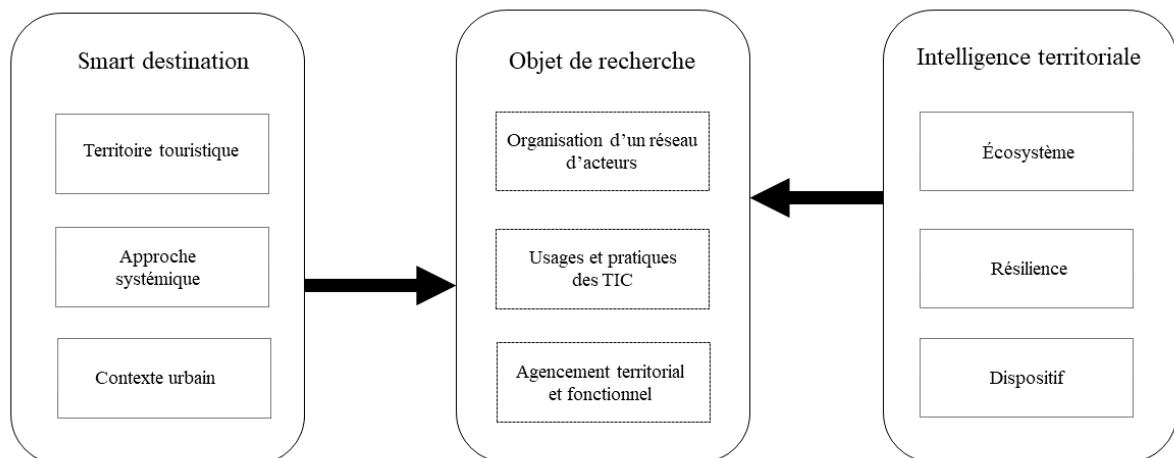 Smart destination
Territoire touristique
Approche
systémique
Contexte urbain
Objet de recherche
Organisation d’un réseau
d’acteurs
Usages et pratiques
des TIC
Agencement territorial
et fonctionnel
Intelligence territoriale
Écosystème
Résilience
Dispositif